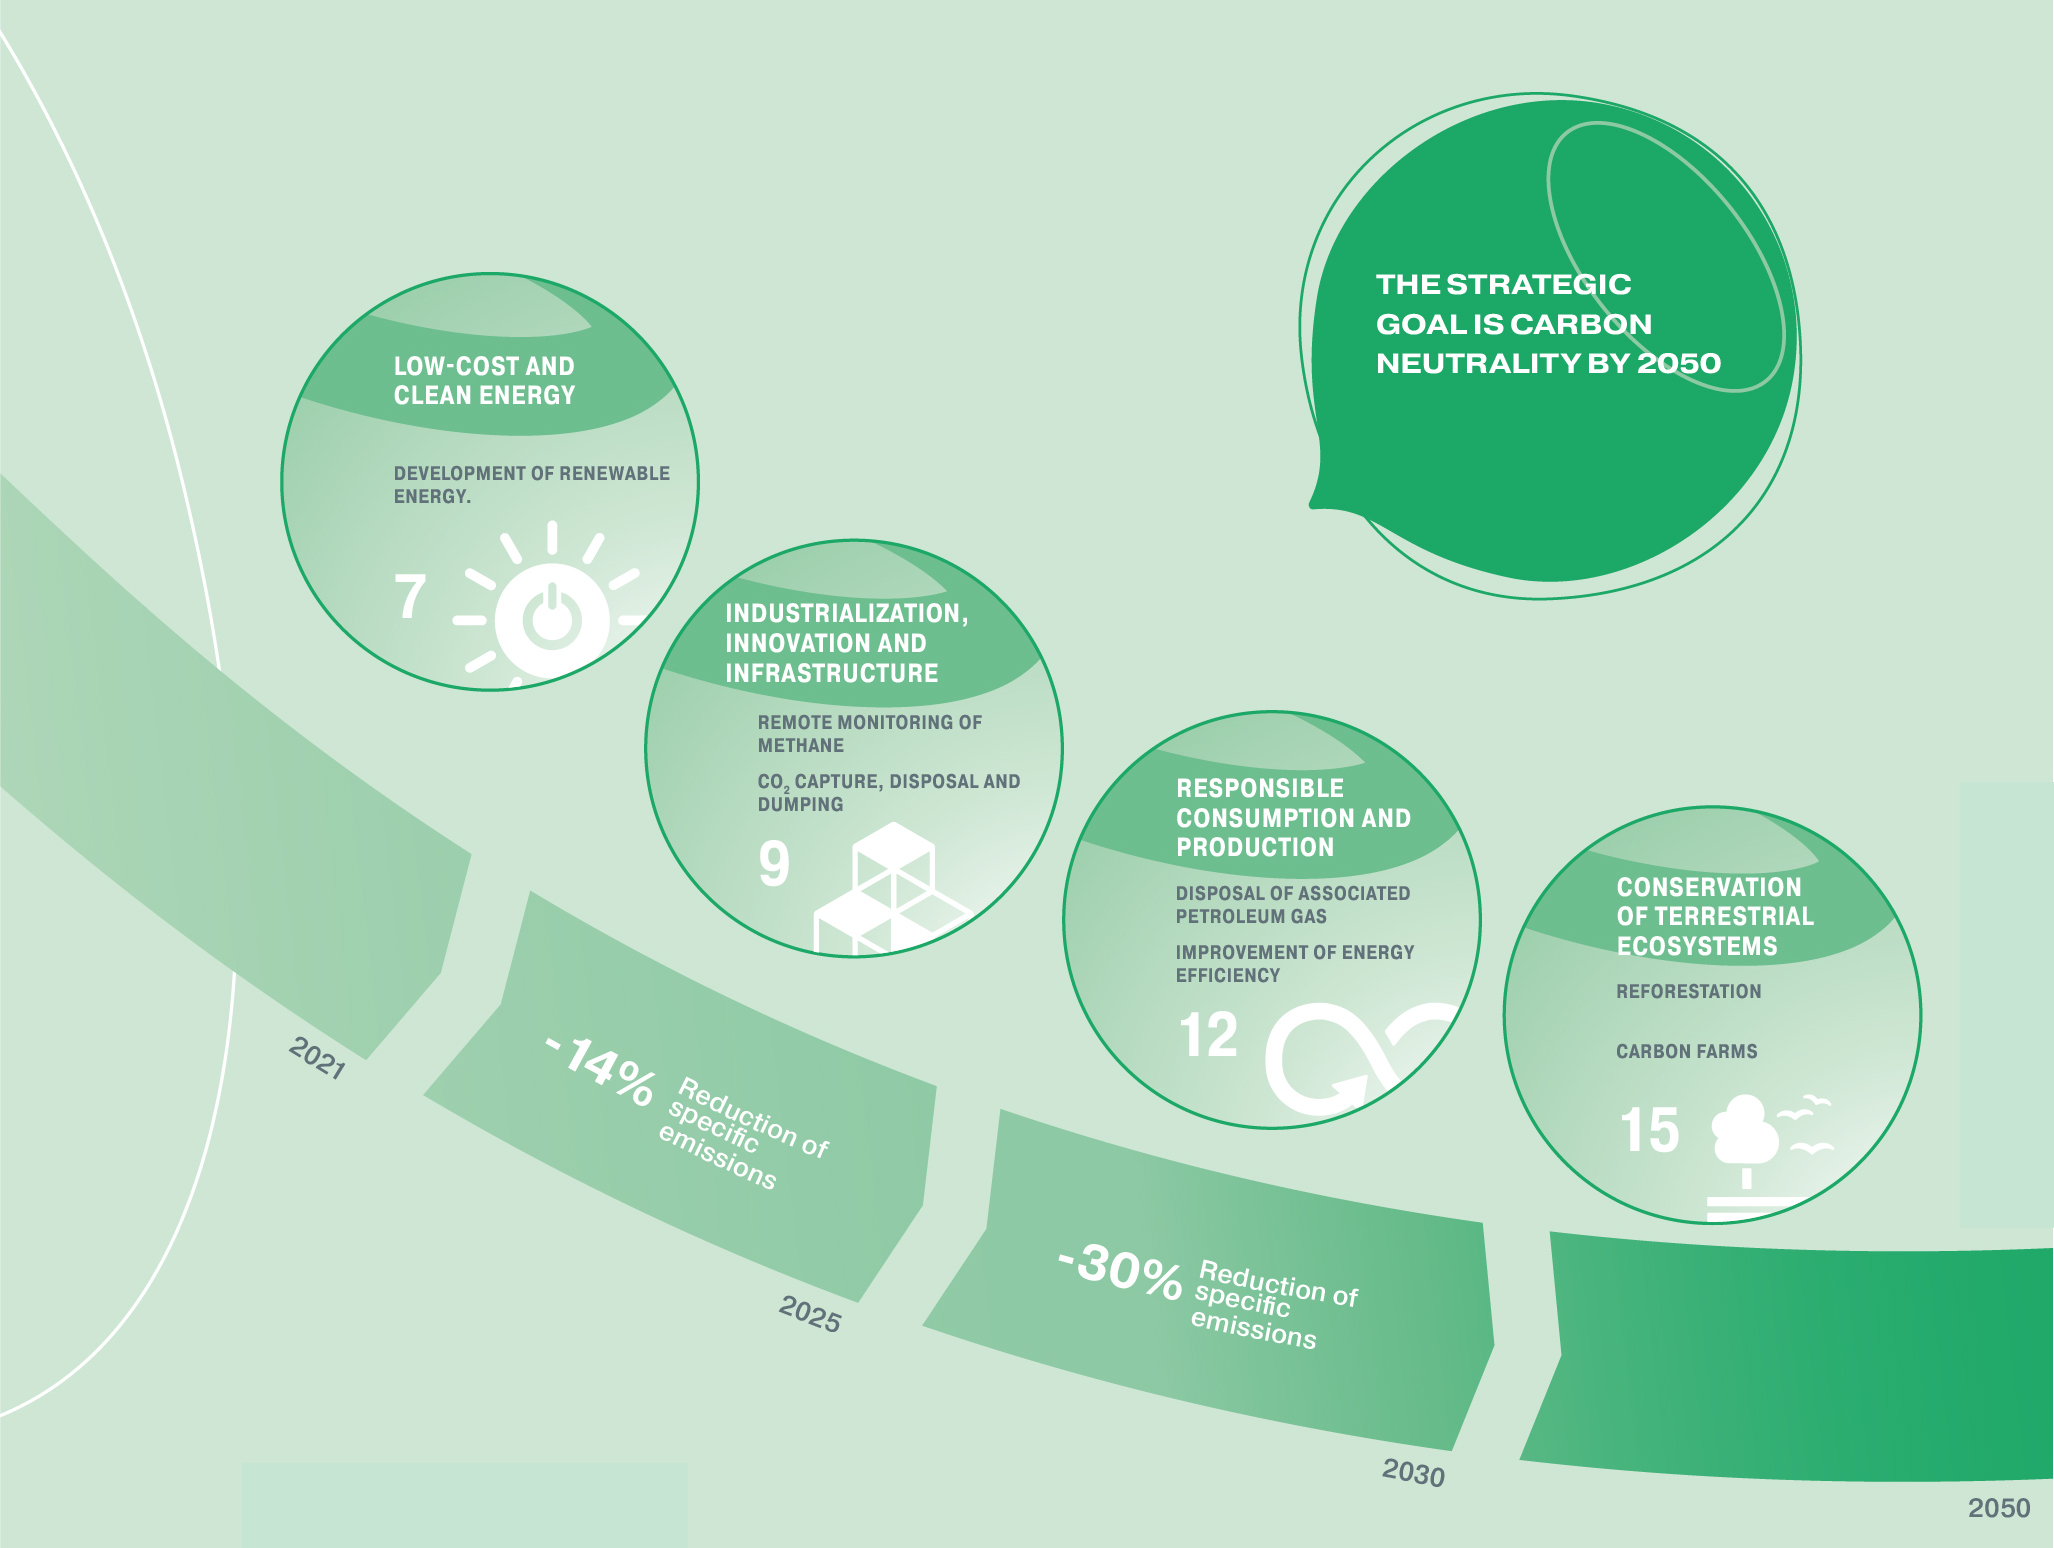 THE STRATEGIC
GOAL IS CARBON
NEUTRALITY BY 2050
LOW-COST AND
CLEAN ENERGY
DEVELOPMENT OF RENEWABLE
ENERGY.
7
INDUSTRIALIZATION,
INNOVATION AND
INFRASTRUCTURE
REMOTE MONITORING OF
METHANE
CO₂ CAPTURE, DISPOSAL AND
DUMPING
9
RESPONSIBLE
CONSUMPTION AND
PRODUCTION
DISPOSAL OF ASSOCIATED
PETROLEUM GAS
IMPROVEMENT OF ENERGY
EFFICIENCY
12
CONSERVATION
OF TERRESTRIAL
ECOSYSTEMS
REFORESTATION
CARBON FARMS
15
2021
-14%
Reduction of
specific
emissions
2025
-30%
Reduction of
specific
emissions
2030
2050